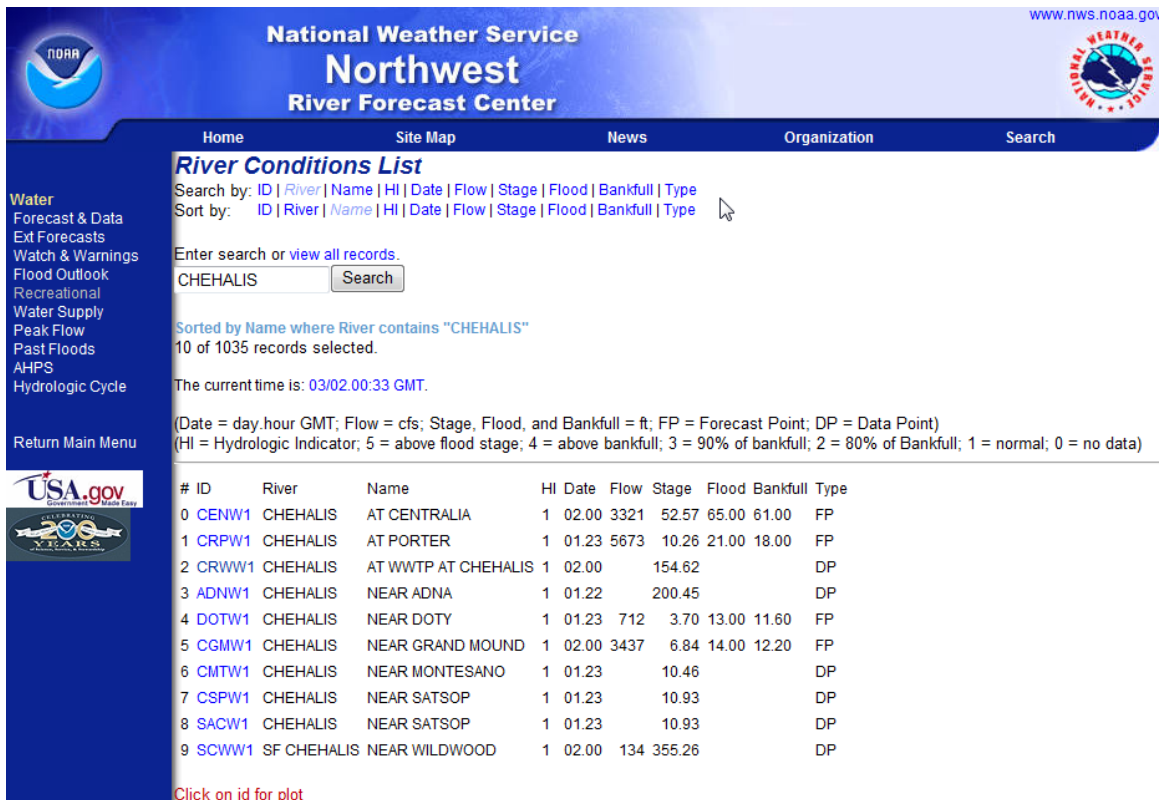 www.nws.noaa.gov
NOAA
National Weather Service
Northwest
River Forecast Center
NATIONAL WEATHER SERVICE
Home Site Map News Organization Search
River Conditions List
Search by: ID | River | Name | HI | Date | Flow | Stage | Flood | Bankfull | Type
Sort by: ID | River | Name | HI | Date | Flow | Stage | Flood | Bankfull | Type
Water
Forecast & Data
Ext Forecasts
Watch & Warnings
Flood Outlook
Recreational
Water Supply
Peak Flow
Past Floods
AHPS
Hydrologic Cycle
Return Main Menu
USA.gov
Government Made Easy
CELEBRATING
200
YEARS
of Science, Service, & Stewardship
Enter search or view all records.
CHEHALIS Search
Sorted by Name where River contains "CHEHALIS"
10 of 1035 records selected.
The current time is: 03/02.00:33 GMT.
(Date = day.hour GMT; Flow = cfs; Stage, Flood, and Bankfull = ft; FP = Forecast Point; DP = Data Point)
(HI = Hydrologic Indicator; 5 = above flood stage; 4 = above bankfull; 3 = 90% of bankfull; 2 = 80% of Bankfull; 1 = normal; 0 = no data)
# ID River Name HI Date Flow Stage Flood Bankfull Type
0 CENW1 CHEHALIS AT CENTRALIA 1 02.00 3321 52.57 65.00 61.00 FP
1 CRPW1 CHEHALIS AT PORTER 1 01.23 5673 10.26 21.00 18.00 FP
2 CRWW1 CHEHALIS AT WWTP AT CHEHALIS 1 02.00 154.62 DP
3 ADNW1 CHEHALIS NEAR ADNA 1 01.22 200.45 DP
4 DOTW1 CHEHALIS NEAR DOTY 1 01.23 712 3.70 13.00 11.60 FP
5 CGMW1 CHEHALIS NEAR GRAND MOUND 1 02.00 3437 6.84 14.00 12.20 FP
6 CMTW1 CHEHALIS NEAR MONTESANO 1 01.23 10.46 DP
7 CSPW1 CHEHALIS NEAR SATSOP 1 01.23 10.93 DP
8 SACW1 CHEHALIS NEAR SATSOP 1 01.23 10.93 DP
9 SCWW1 SF CHEHALIS NEAR WILDWOOD 1 02.00 134 355.26 DP
Click on id for plot